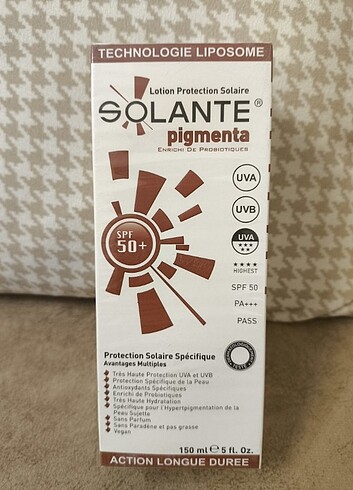 TECHNOLOGIE LIPOSOME
Lotion Protection Solaire
SOLANTE®
pigmenta
ENRICHI DE PROBIOTIQUES
UVA
UVB
UVA
★★★
★★
★★★★
HIGHEST
SPF
50+
SPF 50
PA+++
PASS
Protection Solaire Spécifique
Avantages Multiples
Très Haute Protection UVA et UVB
Protection Spécifique de la Peau
Antioxydants Spécifiques
Enrichi de Probiotiques
Très Haute Hydratation
Spécifique pour l'Hypertpigmentation de la
Peau Sujette
Sans Parfum
Sans Paradène et pas grasse
Vegan
150 ml ℮ 5 fl. Oz.
ACTION LONGUE DUREE